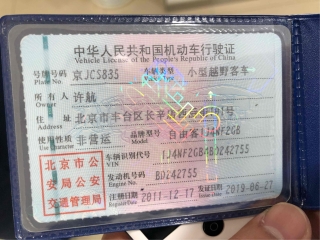 中华人民共和国机动车行驶证
Vehicle License of the People's Republic of China
号牌号码 京JCS835 车辆类型 小型越野客车
Plate No. Vehicle Type
所有人 许航
Owner
住址 北京市丰台区长辛
Address
使用性质 非营运 品牌型号 自由客1J4NF2GB
Use Character Model
北京市公安局公安交通管理局 车辆识别代号 1J4NF2GB4BD242755
VIN
发动机号码 BD242755
Engine No.
注册日期 2011-12-17 发证日期 2019-06-27
Register Date Issue Date